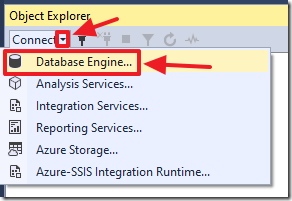 Object Explorer
Connect
Database Engine...
Analysis Services...
Integration Services...
Reporting Services...
Azure Storage...
Azure-SSIS Integration Runtime...